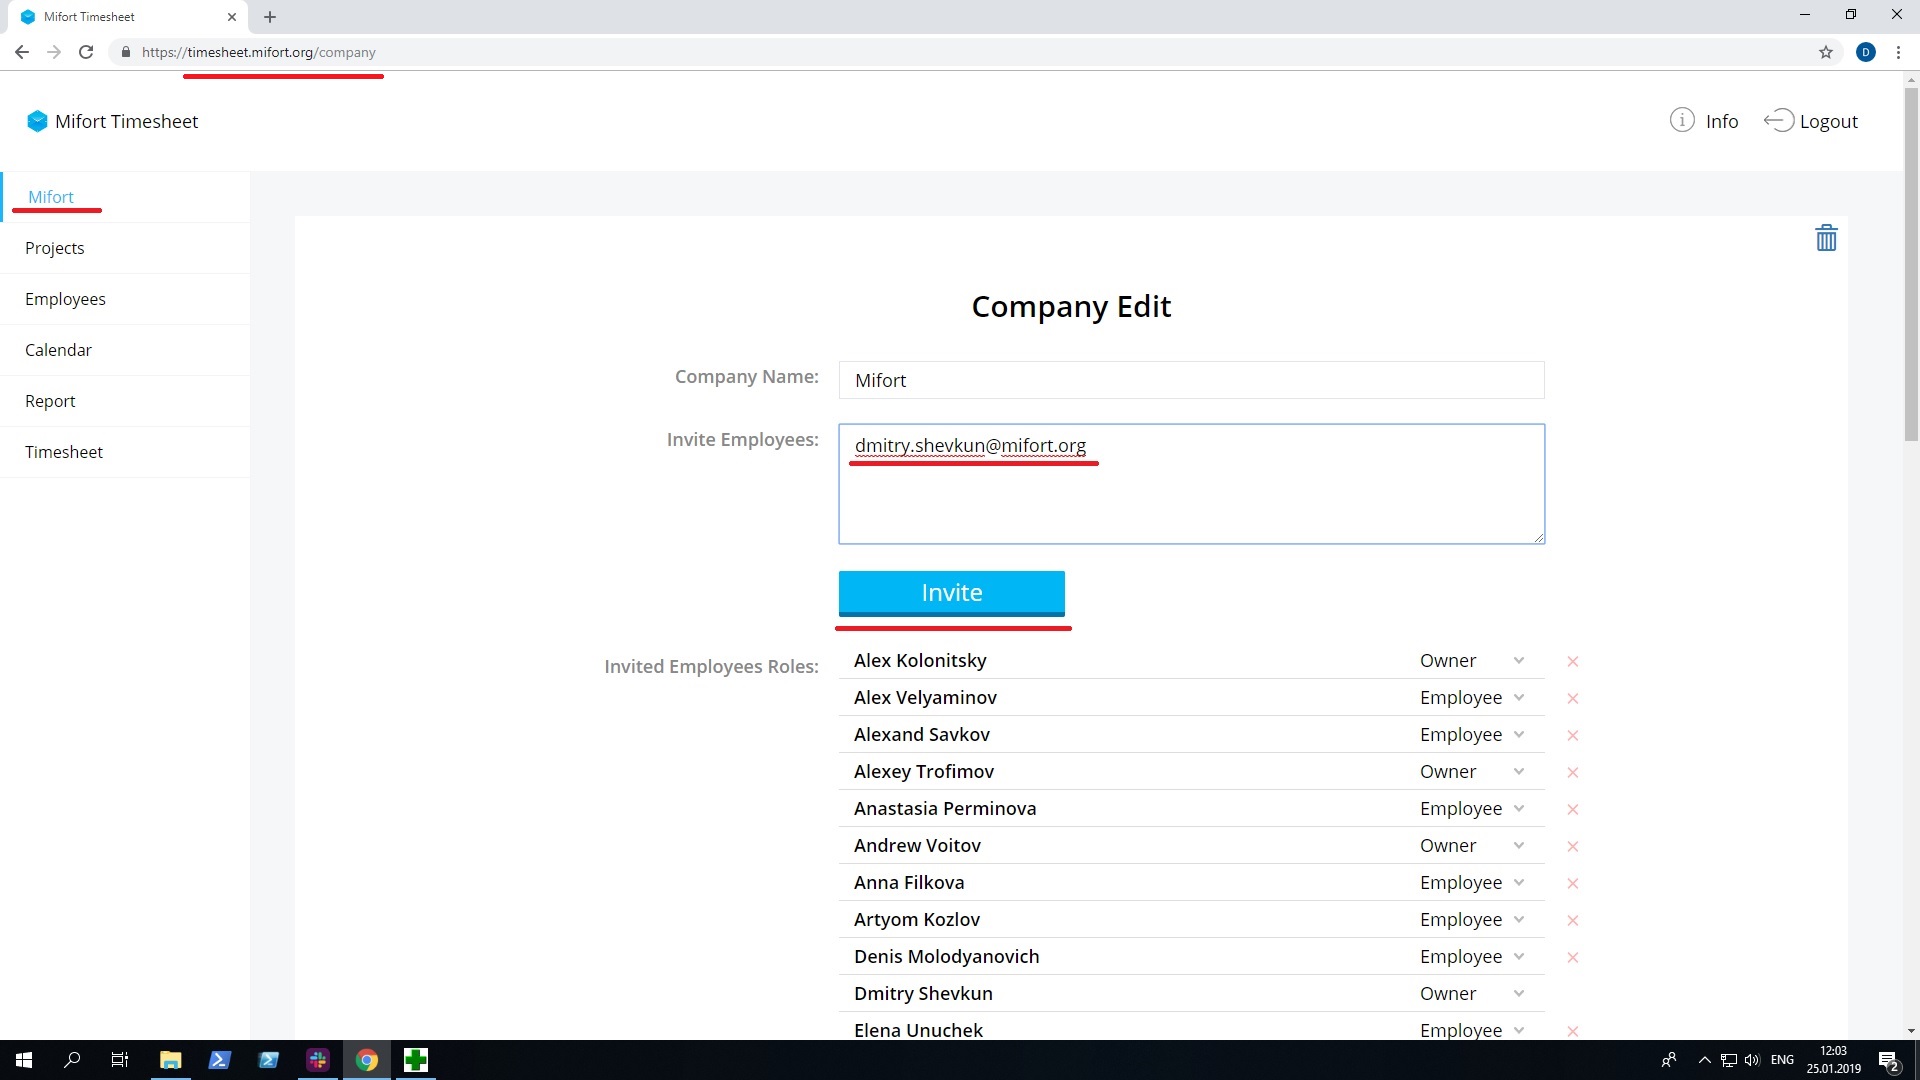 Mifort Timesheet
https://timesheet.mifort.org/company
D
Mifort Timesheet
Info
Logout
Mifort
Projects
Employees
Calendar
Report
Timesheet
Company Edit
Company Name: Mifort
Invite Employees: dmitry.shevkun@mifort.org
Invite
Invited Employees Roles: Alex Kolonitsky Owner
Alex Velyaminov Employee
Alexand Savkov Employee
Alexey Trofimov Owner
Anastasia Perminova Employee
Andrew Voitov Owner
Anna Filkova Employee
Artyom Kozlov Employee
Denis Molodyanovich Employee
Dmitry Shevkun Owner
Elena Unuchek Employee
ENG
12:03
25.01.2019
2